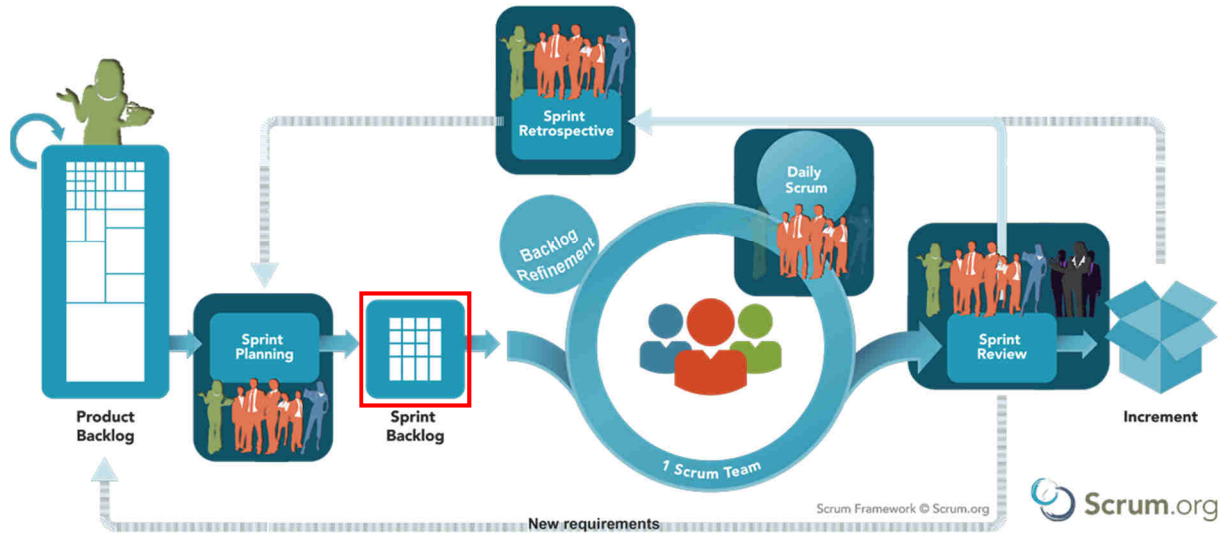 Sprint
Retrospective
Daily
Scrum
Backlog
Refinement
Sprint
Planning
Sprint
Review
Product
Backlog
Sprint
Backlog
Increment
1 Scrum Team
Scrum Framework © Scrum.org
Scrum.org
New requirements